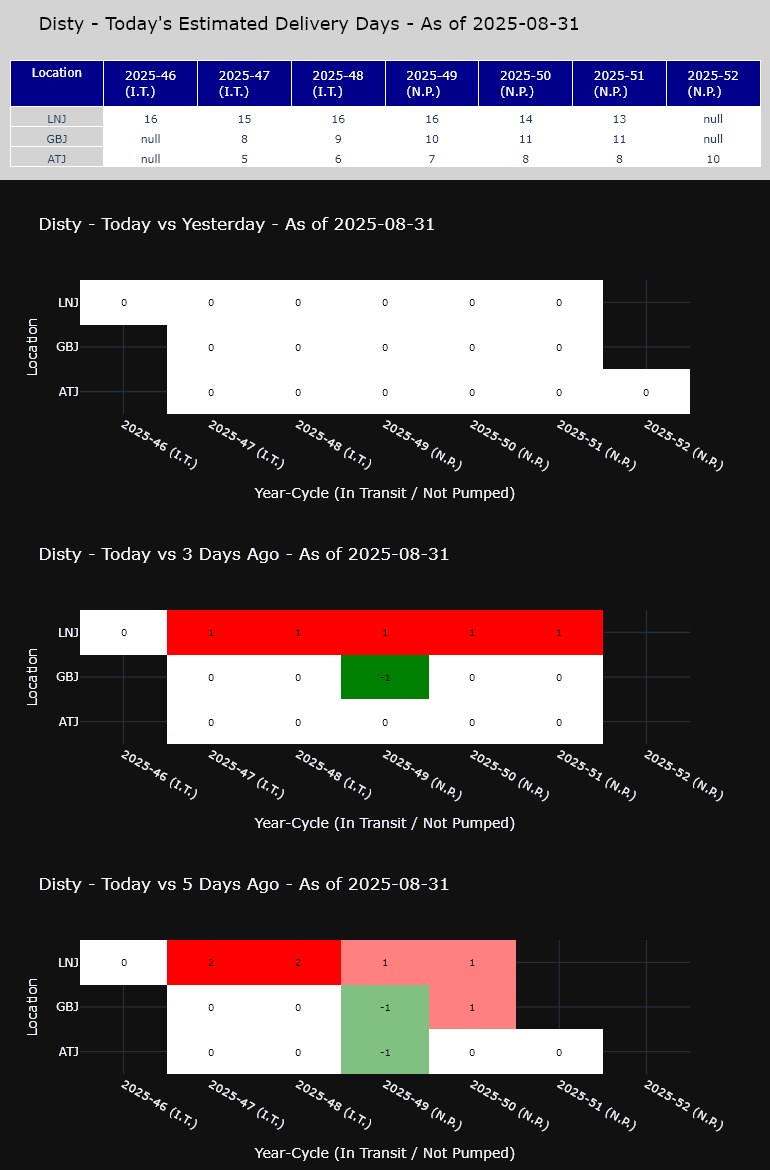 Disty - Today's Estimated Delivery Days - As of 2025-08-31
Location 2025-46 (I.T.) 2025-47 (I.T.) 2025-48 (I.T.) 2025-49 (N.P.) 2025-50 (N.P.) 2025-51 (N.P.) 2025-52 (N.P.)
LNJ 16 15 16 16 14 13 null
GBJ null 8 9 10 11 11 null
ATJ null 5 6 7 8 8 10
Disty - Today vs Yesterday - As of 2025-08-31
Location
LNJ 0 0 0 0 0 0
GBJ 0 0 0 0 0
ATJ 0 0 0 0 0 0
2025-46 (I.T.) 2025-47 (I.T.) 2025-48 (I.T.) 2025-49 (N.P.) 2025-50 (N.P.) 2025-51 (N.P.) 2025-52 (N.P.)
Year-Cycle (In Transit / Not Pumped)
Disty - Today vs 3 Days Ago - As of 2025-08-31
Location
LNJ 0 1 1 1 1 1
GBJ 0 0 -1 0 0
ATJ 0 0 0 0 0
2025-46 (I.T.) 2025-47 (I.T.) 2025-48 (I.T.) 2025-49 (N.P.) 2025-50 (N.P.) 2025-51 (N.P.) 2025-52 (N.P.)
Year-Cycle (In Transit / Not Pumped)
Disty - Today vs 5 Days Ago - As of 2025-08-31
Location
LNJ 0 2 2 1 1
GBJ 0 0 -1 1
ATJ 0 0 -1 0 0
2025-46 (I.T.) 2025-47 (I.T.) 2025-48 (I.T.) 2025-49 (N.P.) 2025-50 (N.P.) 2025-51 (N.P.) 2025-52 (N.P.)
Year-Cycle (In Transit / Not Pumped)